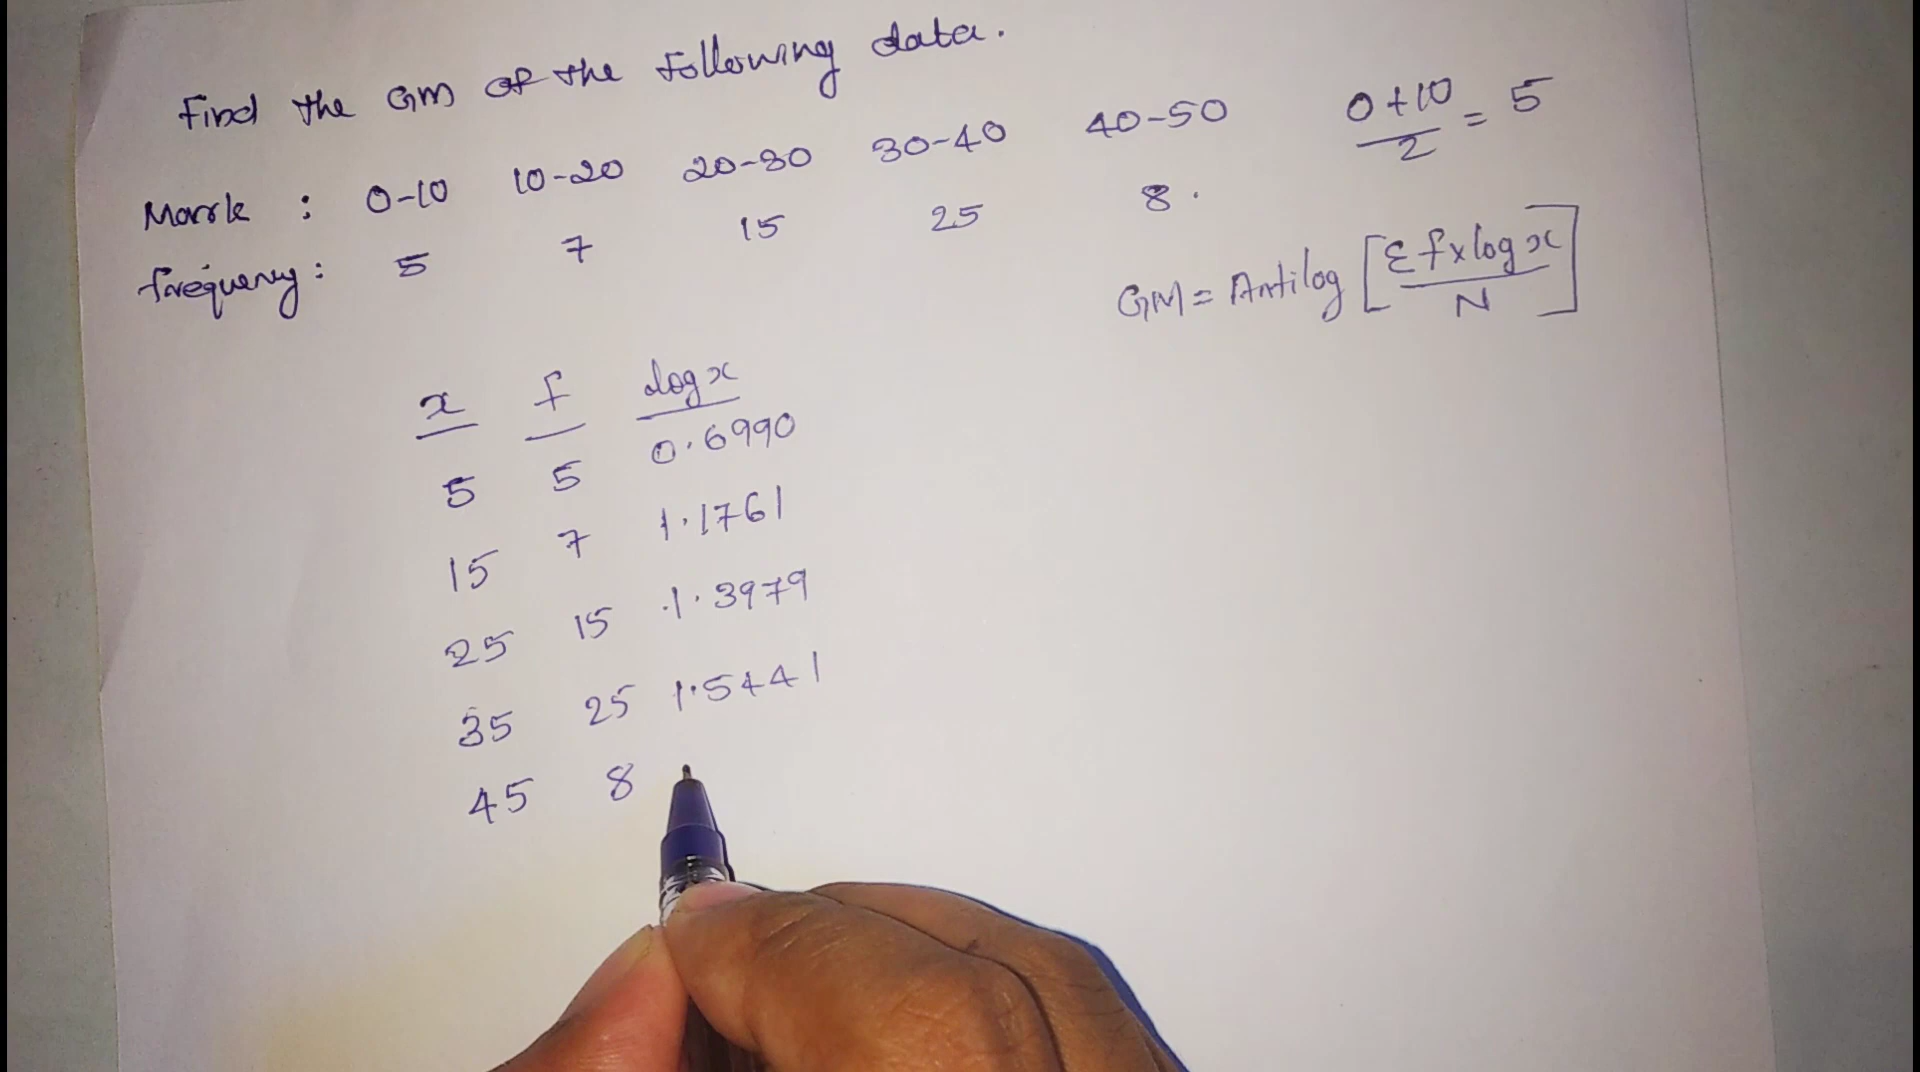 Find the GM of the following data.
Mark : 0-10 10-20 20-30 30-40 40-50
frequency : 5 7 15 25 8.
0+10/2 = 5
GM = Antilog [Σf×log x / N]
x f log x
5 5 0.6990
15 7 1.1761
25 15 1.3979
35 25 1.5441
45 8